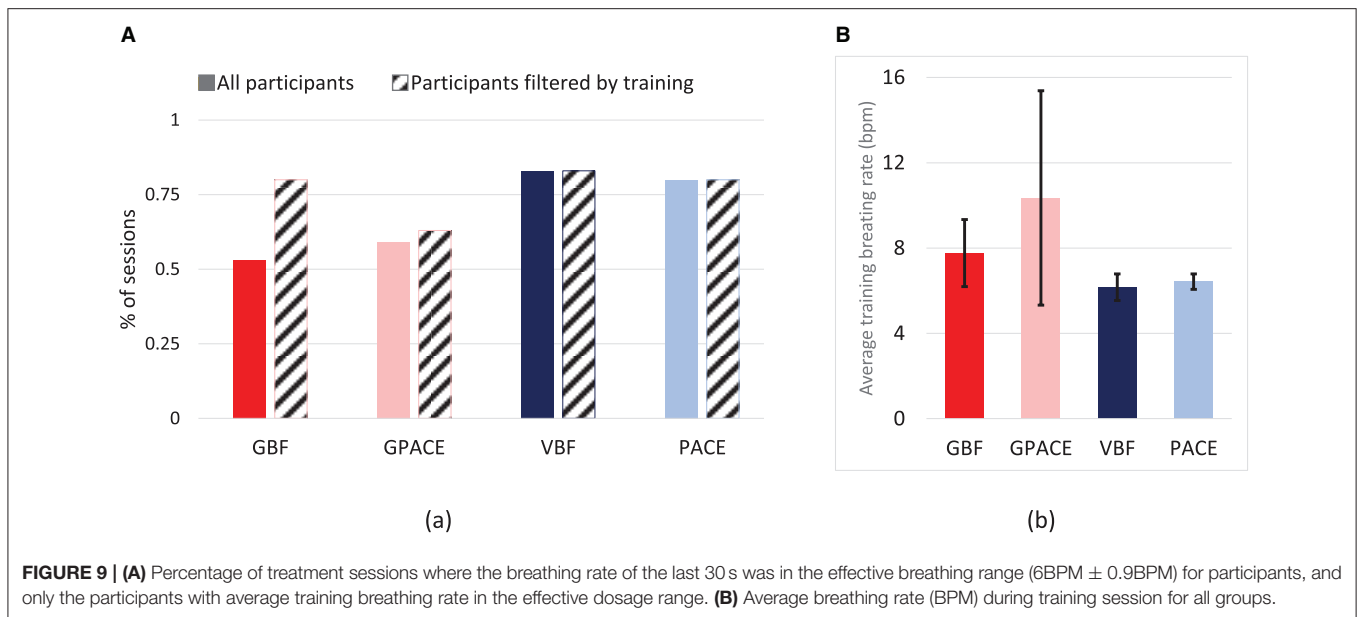 A
All participants
Participants filtered by training
% of sessions
1
0.75
0.5
0.25
0
GBF
GPACE
VBF
PACE
(a)
B
Average training breating rate (bpm)
16
12
8
4
0
GBF
GPACE
VBF
PACE
(b)
FIGURE 9 | (A) Percentage of treatment sessions where the breathing rate of the last 30 s was in the effective breathing range (6BPM ± 0.9BPM) for participants, and
only the participants with average training breathing rate in the effective dosage range. (B) Average breathing rate (BPM) during training session for all groups.